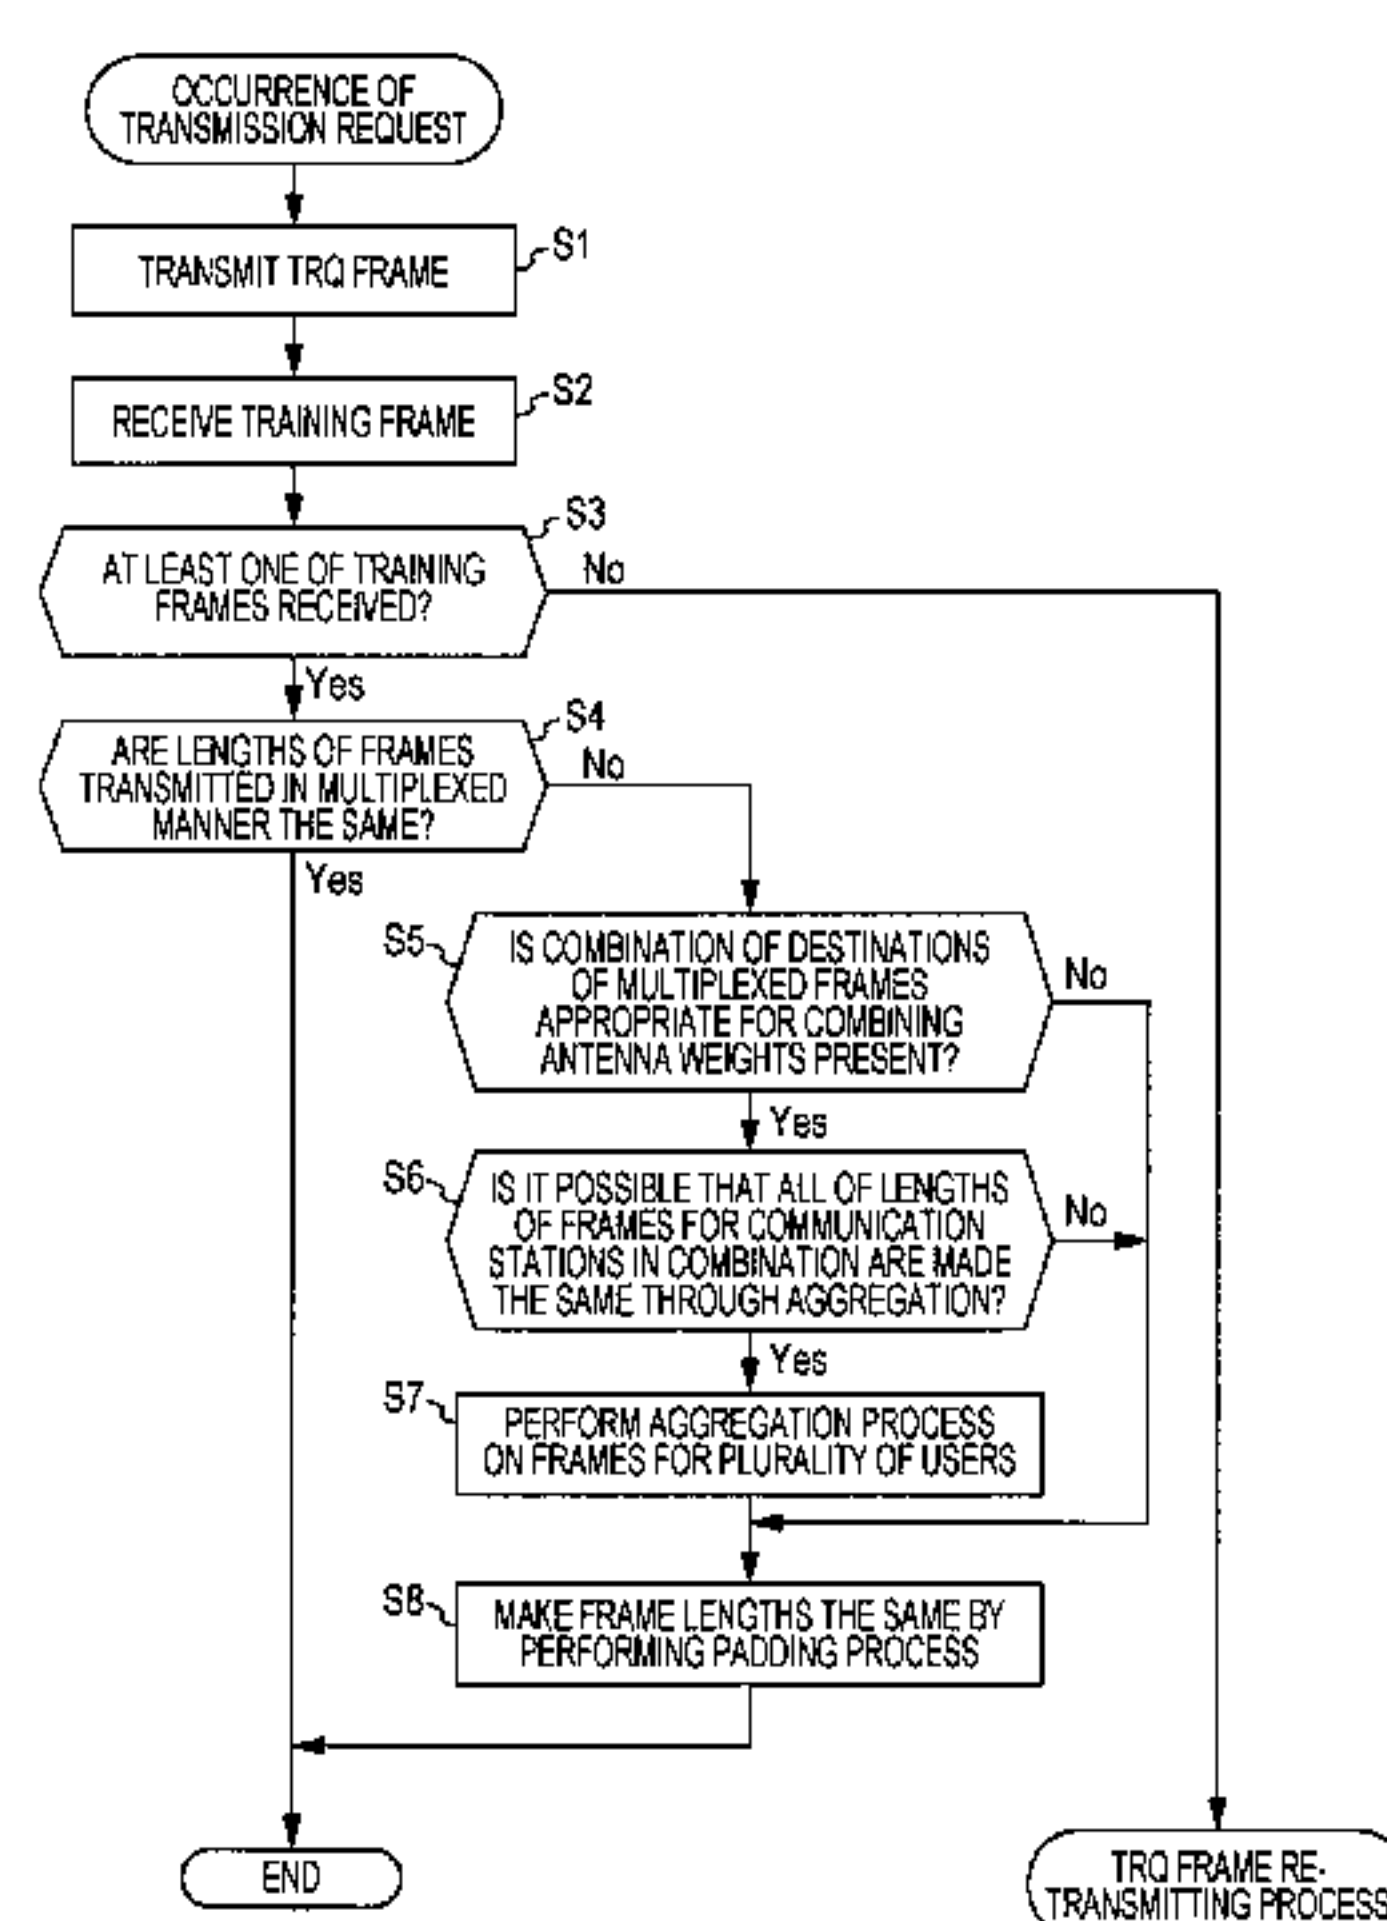 OCCURRENCE OF
TRANSMISSION REQUEST
S1
TRANSMIT TRQ FRAME
S2
RECEIVE TRAINING FRAME
S3
AT LEAST ONE OF TRAINING
FRAMES RECEIVED?
No
Yes
S4
ARE LENGTHS OF FRAMES
TRANSMITTED IN MULTIPLEXED
MANNER THE SAME?
No
Yes
S5
IS COMBINATION OF DESTINATIONS
OF MULTIPLEXED FRAMES
APPROPRIATE FOR COMBINING
ANTENNA WEIGHTS PRESENT?
No
Yes
S6
IS IT POSSIBLE THAT ALL OF LENGTHS
OF FRAMES FOR COMMUNICATION
STATIONS IN COMBINATION ARE MADE
THE SAME THROUGH AGGREGATION?
No
Yes
S7
PERFORM AGGREGATION PROCESS
ON FRAMES FOR PLURALITY OF USERS
S8
MAKE FRAME LENGTHS THE SAME BY
PERFORMING PADDING PROCESS
END
TRQ FRAME RE-
TRANSMITTING PROCESS